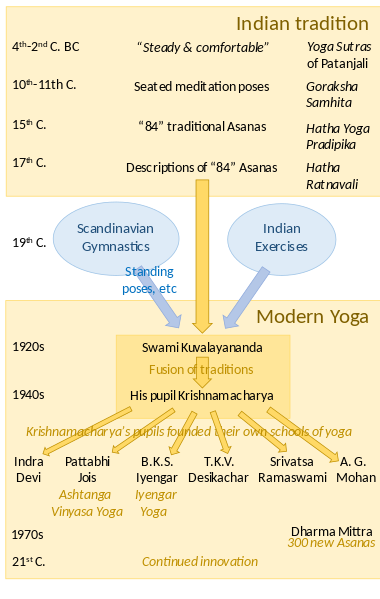 Indian tradition
4th-2nd C. BC
“Steady & comfortable”
Yoga Sutras
of Patanjali
10th-11th C.
Seated meditation poses
Goraksha
Samhita
15th C.
“84” traditional Asanas
Hatha Yoga
Pradipika
17th C.
Descriptions of “84” Asanas
Hatha
Ratnavali
Scandinavian
Gymnastics
Indian
Exercises
19th C.
Standing
poses, etc
Modern Yoga
1920s
Swami Kuvalayananda
Fusion of traditions
1940s
His pupil Krishnamacharya
Krishnamacharya's pupils founded their own schools of yoga
Indra
Devi
Pattabhi
Jois
Ashtanga
Vinyasa Yoga
B.K.S.
Iyengar
Iyengar
Yoga
T.K.V.
Desikachar
Srivatsa
Ramaswami
A. G.
Mohan
1970s
Dharma Mittra
300 new Asanas
21st C.
Continued innovation